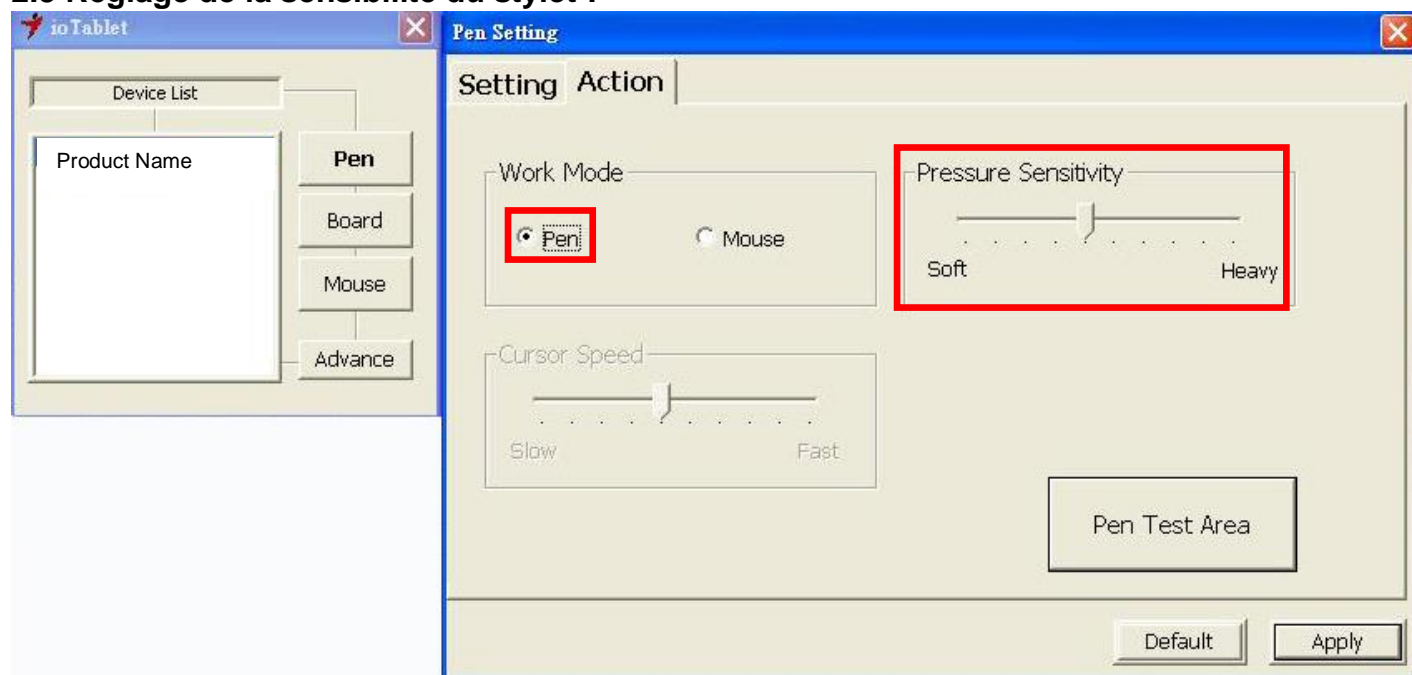 ioTablet
Device List
Product Name
Pen
Board
Mouse
Advance
Pen Setting
Setting Action
Work Mode
Pen Mouse
Pressure Sensitivity
Soft Heavy
Cursor Speed
Slow Fast
Pen Test Area
Default Apply